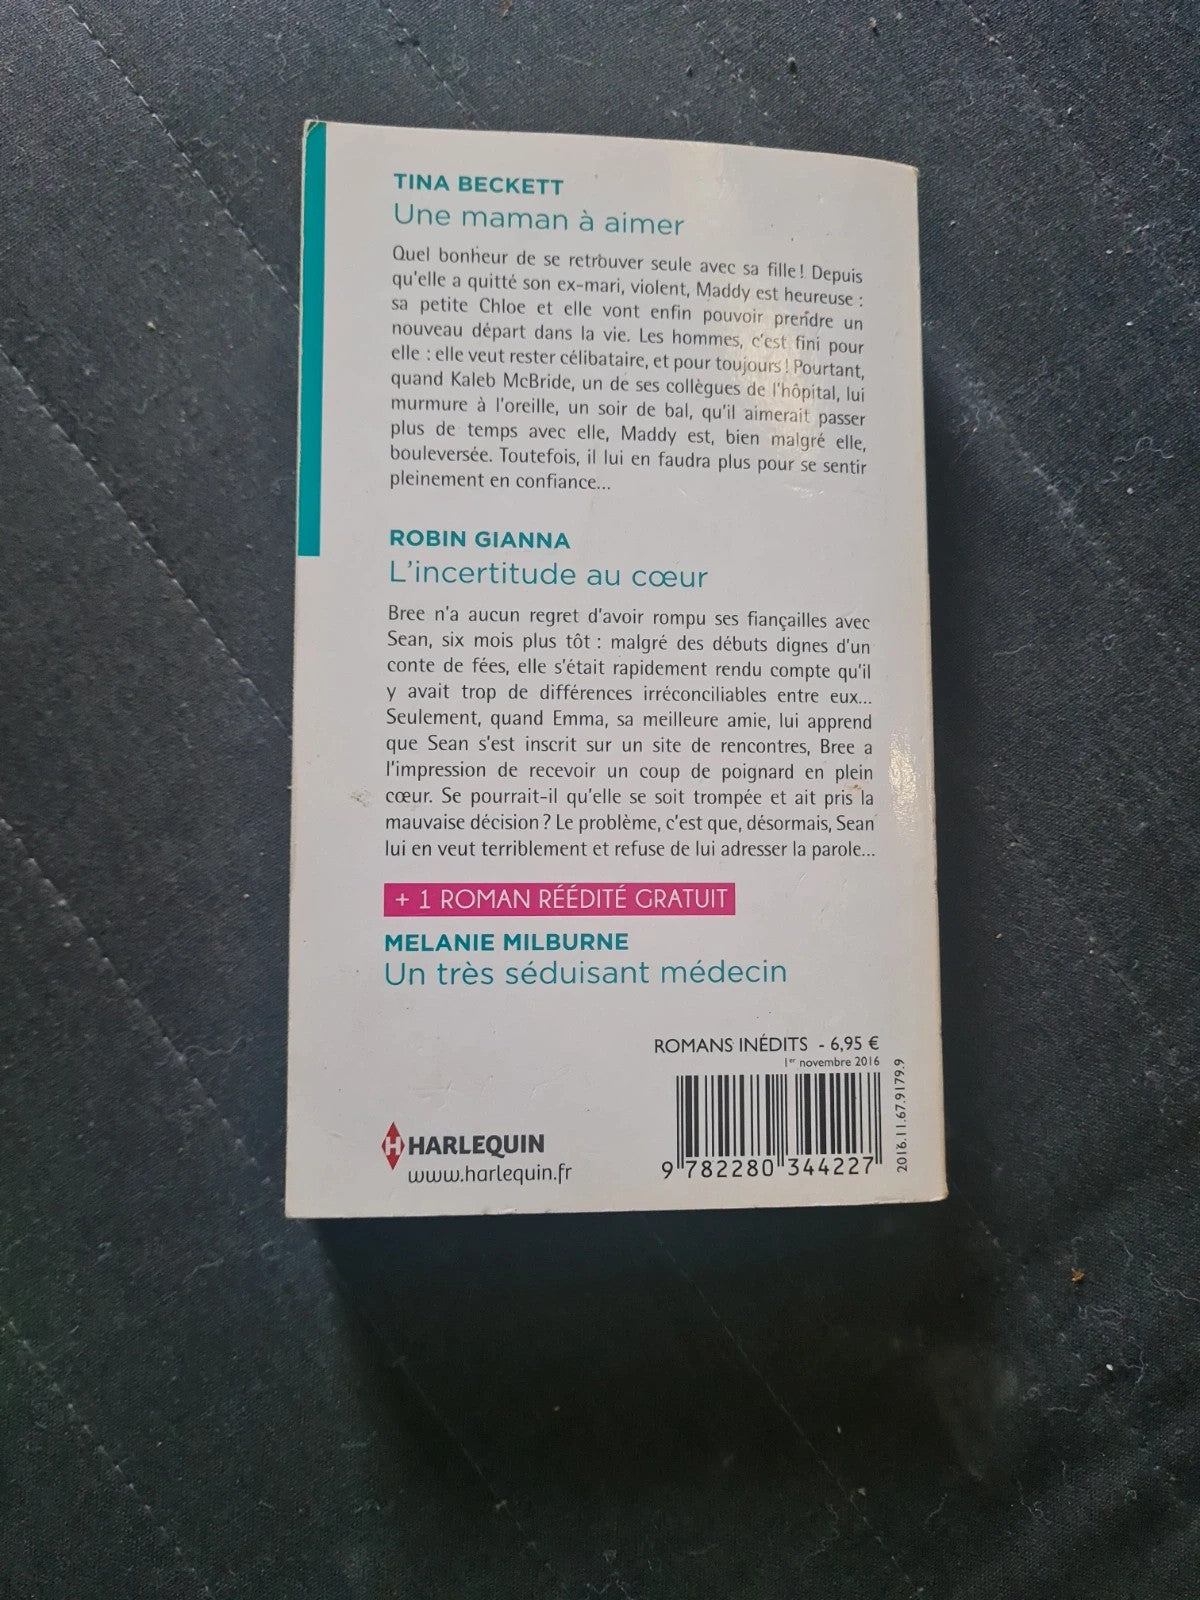 TINA BECKETT
Une maman à aimer
Quel bonheur de se retrouver seule avec sa fille ! Depuis
qu'elle a quitté son ex-mari, violent, Maddy est heureuse :
sa petite Chloe et elle vont enfin pouvoir prendre un
nouveau départ dans la vie. Les hommes, c'est fini pour
elle : elle veut rester célibataire, et pour toujours ! Pourtant,
quand Kaleb McBride, un de ses collègues de l'hôpital, lui
murmure à l'oreille, un soir de bal, qu'il aimerait passer
plus de temps avec elle, Maddy est, bien malgré elle,
bouleversée. Toutefois, il lui en faudra plus pour se sentir
pleinement en confiance...
ROBIN GIANNA
L'incertitude au cœur
Bree n'a aucun regret d'avoir rompu ses fiançailles avec
Sean, six mois plus tôt : malgré des débuts dignes d'un
conte de fées, elle s'était rapidement rendu compte qu'il
y avait trop de différences irréconciliables entre eux...
Seulement, quand Emma, sa meilleure amie, lui apprend
que Sean s'est inscrit sur un site de rencontres, Bree a
l'impression de recevoir un coup de poignard en plein
cœur. Se pourrait-il qu'elle se soit trompée et ait pris la
mauvaise décision ? Le problème, c'est que, désormais, Sean
lui en veut terriblement et refuse de lui adresser la parole...
+ 1 ROMAN RÉÉDITÉ GRATUIT
MELANIE MILBURNE
Un très séduisant médecin
ROMANS INÉDITS - 6,95 €
1er novembre 2016
H HARLEQUIN
www.harlequin.fr
9 782280 344227
2016.11.67.9179.9